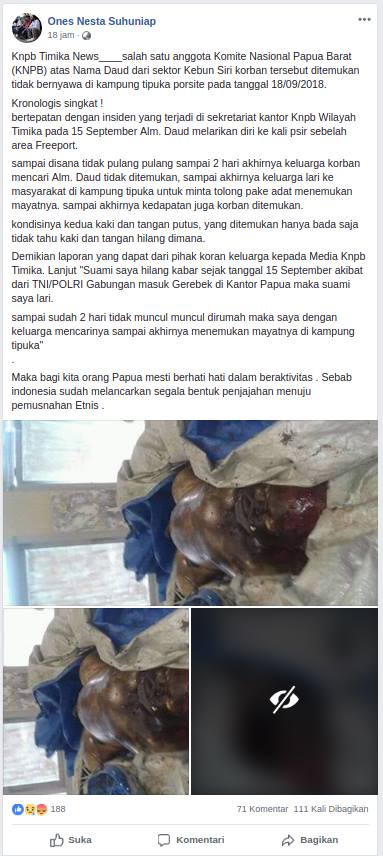 Ones Nesta Suhuniap
18 jam ·
Knpb Timika News____salah satu anggota Komite Nasional Papua Barat
(KNPB) atas Nama Daud dari sektor Kebun Siri korban tersebut ditemukan
tidak bernyawa di kampung tipuka porsite pada tanggal 18/09/2018.
Kronologis singkat !
bertepatan dengan insiden yang terjadi di sekretariat kantor Knpb Wilayah
Timika pada 15 September Alm. Daud melarikan diri ke kali psir sebelah
area Freeport.
sampai disana tidak pulang pulang sampai 2 hari akhirnya keluarga korban
mencari Alm. Daud tidak ditemukan, sampai akhirnya keluarga lari ke
masyarakat di kampung tipuka untuk minta tolong pake adat menemukan
mayatnya. sampai akhirnya kedapatan juga korban ditemukan.
kondisinya kedua kaki dan tangan putus, yang ditemukan hanya bada saja
tidak tahu kaki dan tangan hilang dimana.
Demikian laporan yang dapat dari pihak koran keluarga kepada Media Knpb
Timika. Lanjut "Suami saya hilang kabar sejak tanggal 15 September akibat
dari TNI/POLRI Gabungan masuk Gerebek di Kantor Papua maka suami
saya lari.
sampai sudah 2 hari tidak muncul muncul dirumah maka saya dengan
keluarga mencarinya sampai akhirnya menemukan mayatnya di kampung
tipuka"
.
Maka bagi kita orang Papua mesti berhati hati dalam beraktivitas . Sebab
indonesia sudah melancarkan segala bentuk penjajahan menuju
pemusnahan Etnis .
188
71 Komentar 111 Kali Dibagikan
Suka Komentari Bagikan